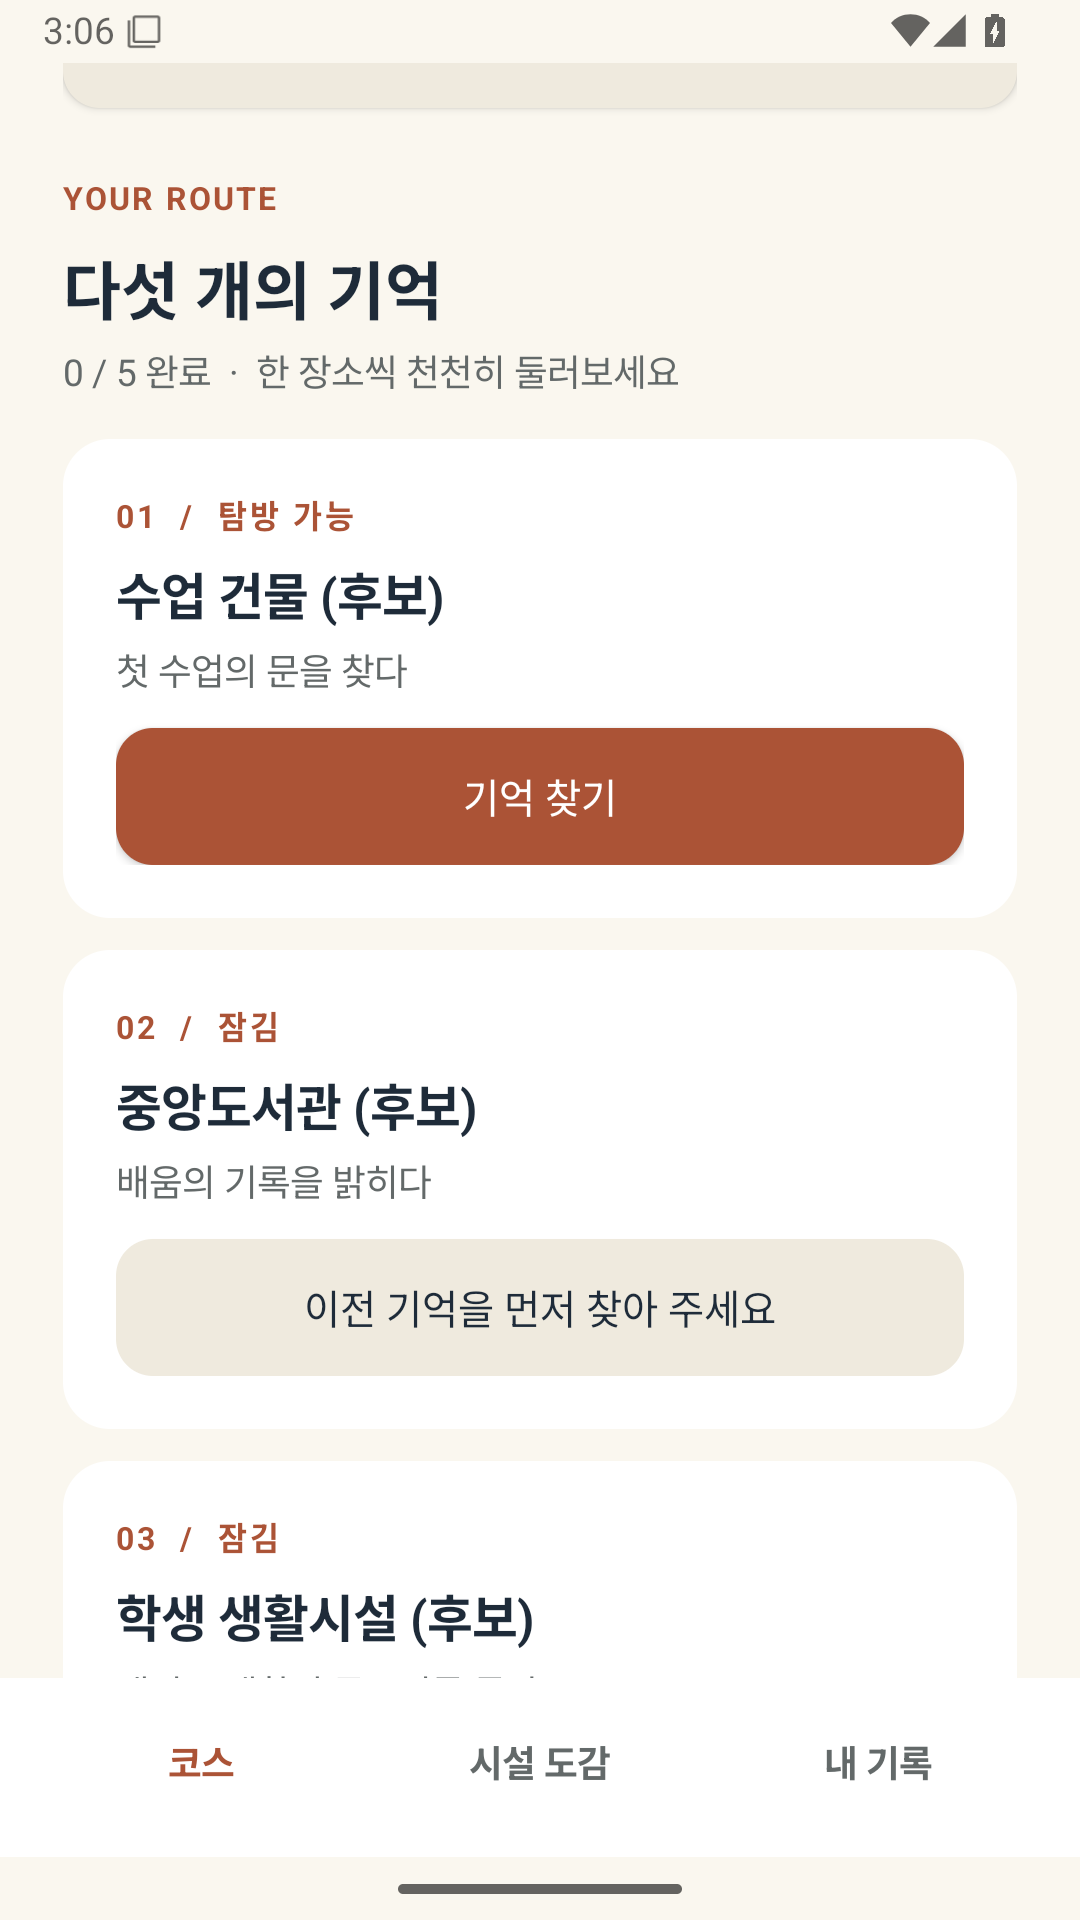 3:06
YOUR ROUTE
다섯 개의 기억
0 / 5 완료 · 한 장소씩 천천히 둘러보세요
01 / 탐방 가능
수업 건물 (후보)
첫 수업의 문을 찾다
기억 찾기
02 / 잠김
중앙도서관 (후보)
배움의 기록을 밝히다
이전 기억을 먼저 찾아 주세요
03 / 잠김
학생 생활시설 (후보)
코스
시설 도감
내 기록